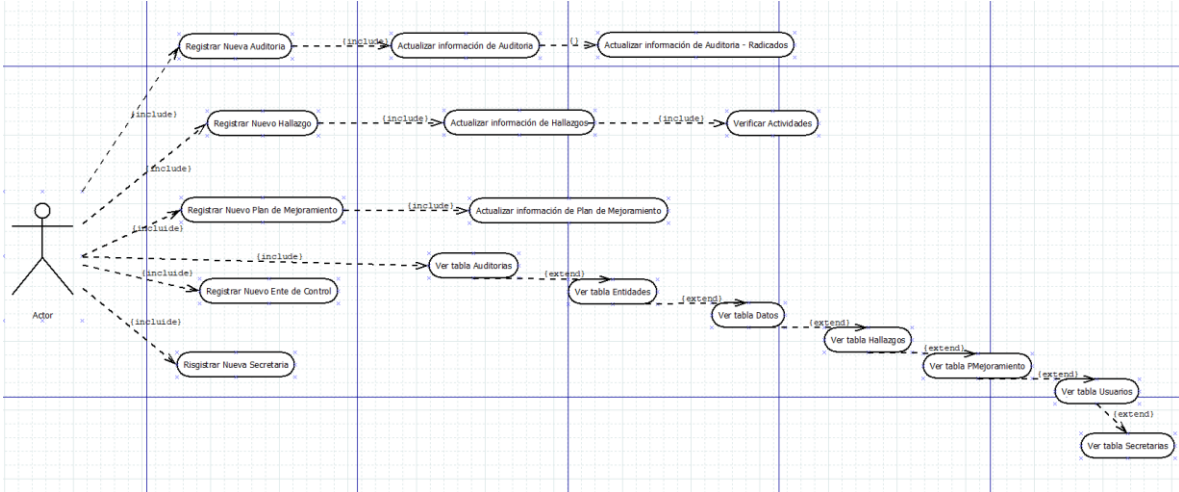 Registrar Nueva Auditoria
{include}
Actualizar información de Auditoria
{}
Actualizar información de Auditoria - Radicados
{include}
Registrar Nuevo Hallazgo
{include}
Actualizar información de Hallazgos
{include}
Verificar Actividades
{include}
Registrar Nuevo Plan de Mejoramiento
{include}
Actualizar información de Plan de Mejoramiento
{incluide}
{include}
Ver tabla Auditorias
{extend}
{incluide}
Registrar Nuevo Ente de Control
Ver tabla Entidades
{extend}
Actor
{incluide}
Ver tabla Datos
{extend}
Ver tabla Hallazgos
{extend}
Risgistrar Nueva Secretaria
Ver tabla PMejoramiento
{extend}
Ver tabla Usuarios
{extend}
Ver tabla Secretarias